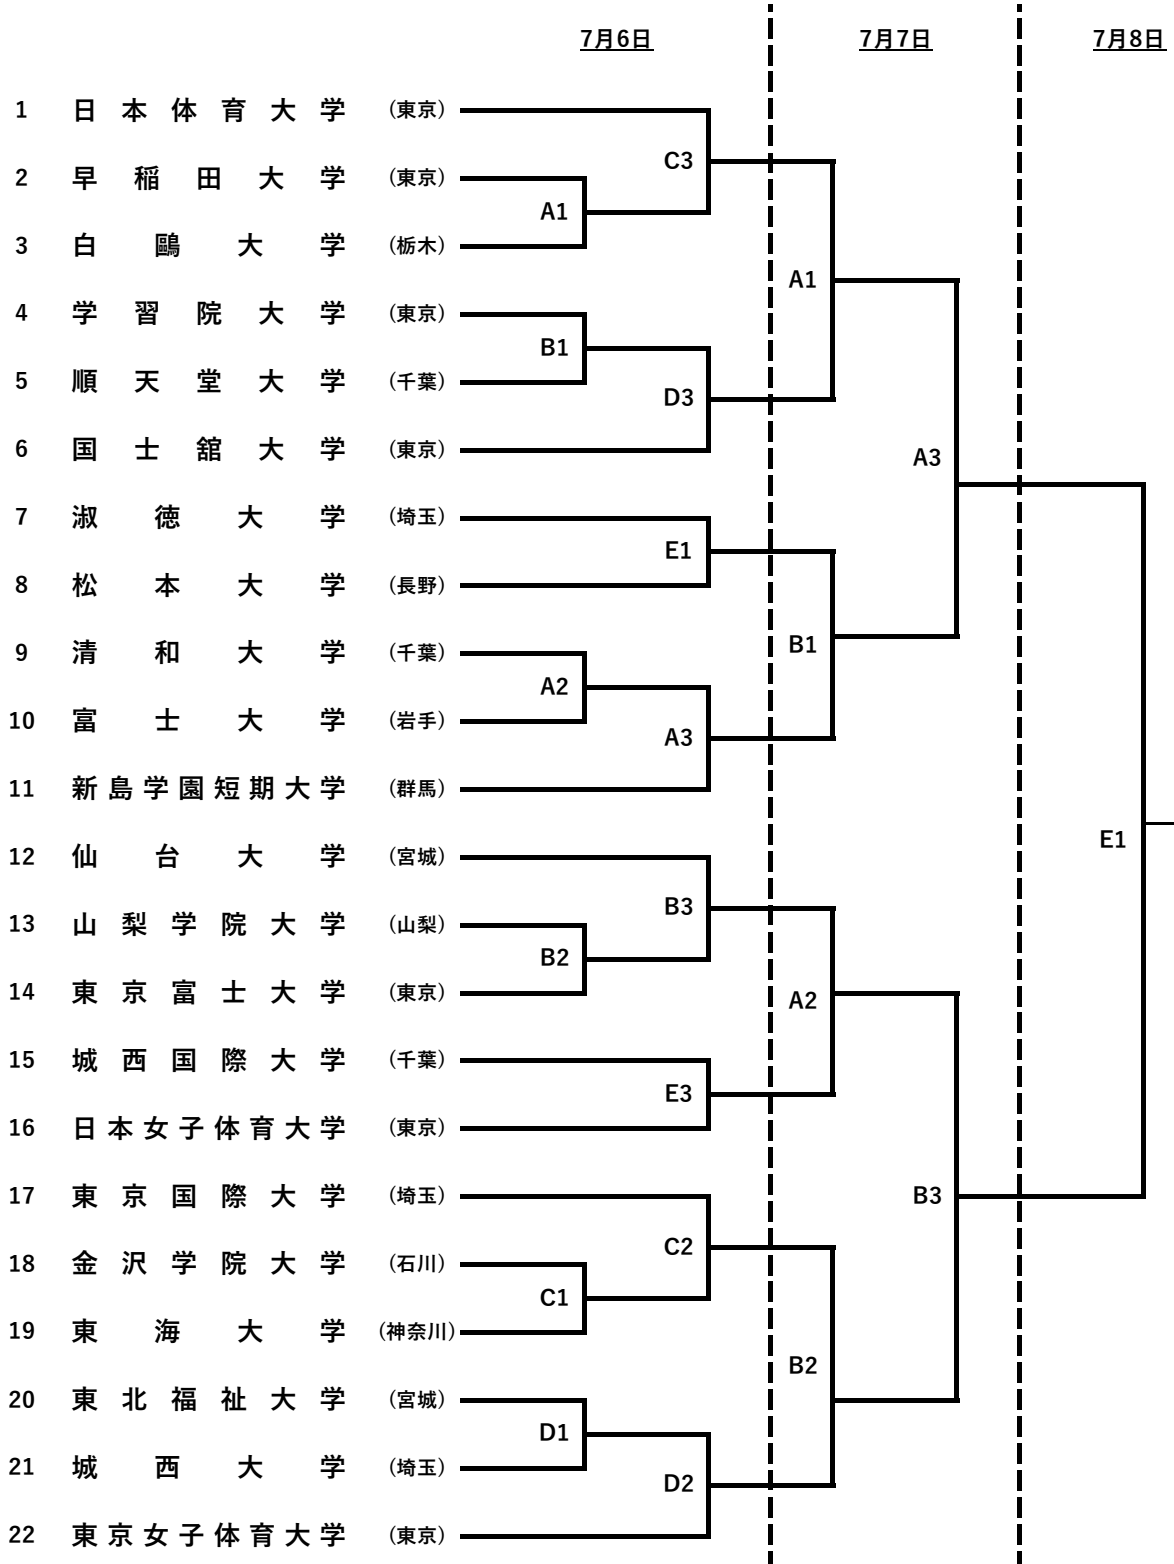 7月6日 7月7日 7月8日
1 日本体育大学 (東京)
C3
2 早稲田大学 (東京)
A1
3 白鷗大学 (栃木)
A1
4 学習院大学 (東京)
B1
5 順天堂大学 (千葉)
D3
6 国士舘大学 (東京)
A3
7 淑徳大学 (埼玉)
E1
8 松本大学 (長野)
B1
9 清和大学 (千葉)
A2
10 富士大学 (岩手)
A3
11 新島学園短期大学 (群馬)
E1
12 仙台大学 (宮城)
B3
13 山梨学院大学 (山梨)
B2
14 東京富士大学 (東京)
A2
15 城西国際大学 (千葉)
E3
16 日本女子体育大学 (東京)
17 東京国際大学 (埼玉)
B3
C2
18 金沢学院大学 (石川)
C1
19 東海大学 (神奈川)
B2
20 東北福祉大学 (宮城)
D1
21 城西大学 (埼玉)
D2
22 東京女子体育大学 (東京)